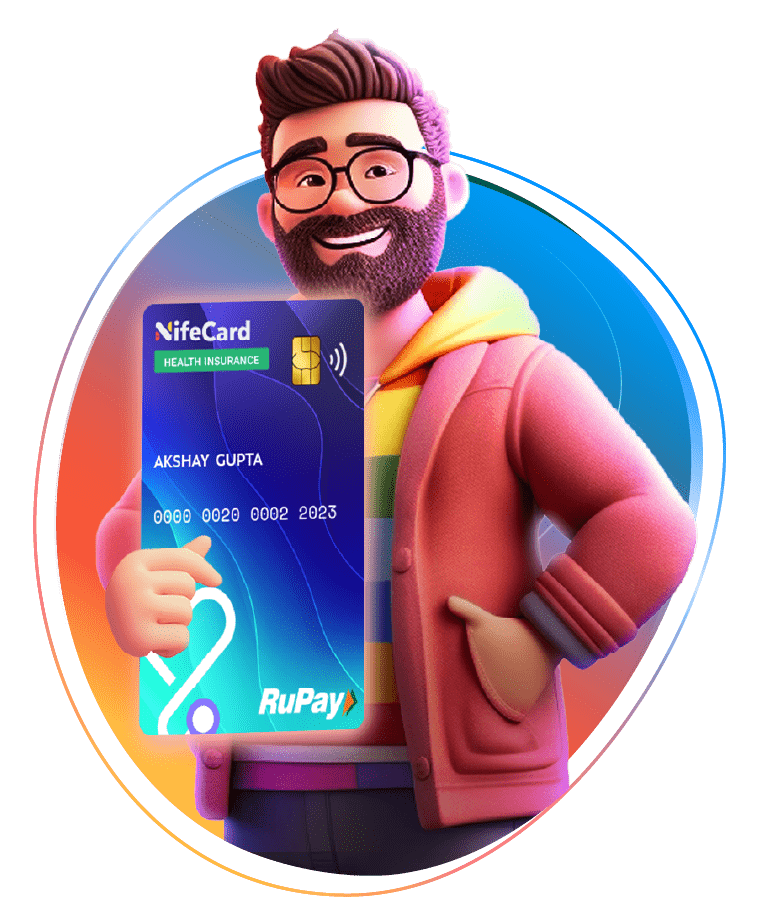 NifeCard
HEALTH INSURANCE
AKSHAY GUPTA
0000 0020 0002 2023
RuPay